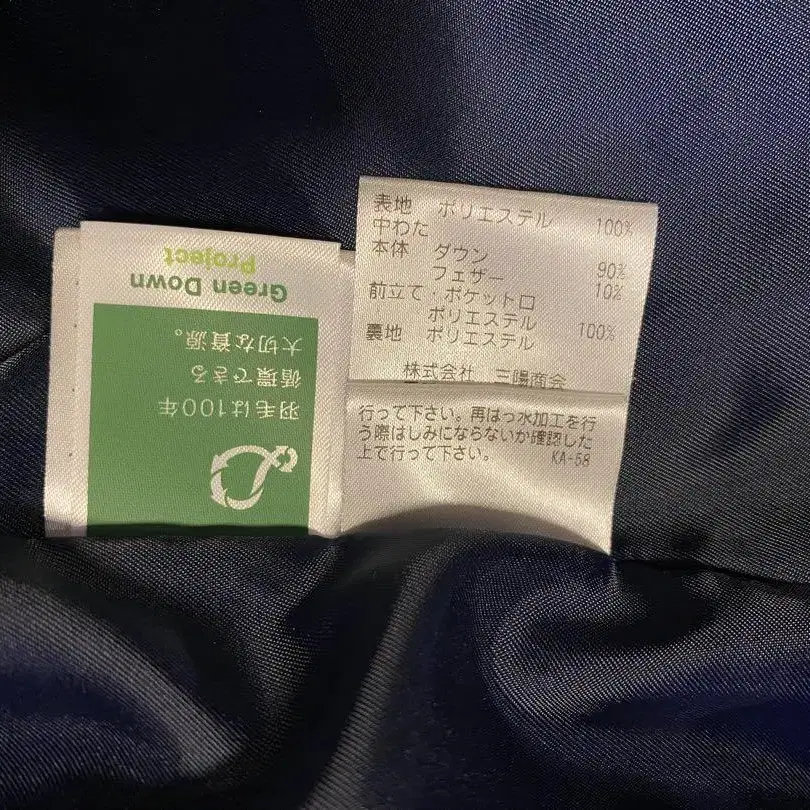 Green Down
Project
羽毛は100年
循環できる
大切な資源。
表地 ポリエステル 100%
中わた
本体 ダウン 90%
フェザー 10%
前立て・ポケット口
ポリエステル 100%
裏地 ポリエステル
株式会社 三陽商会
行って下さい。再はっ水加工を行
う際はしみにならないか確認した
上で行って下さい。 KA-58